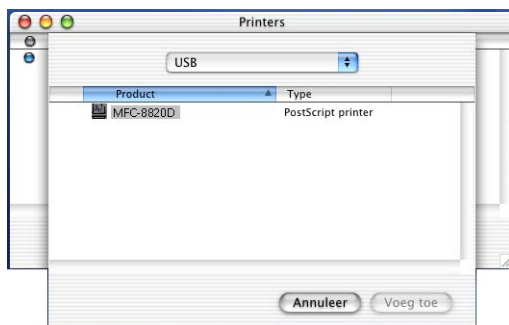 Printers
USB
Product Type
MFC-8820D PostScript printer
Annuleer Voeg toe